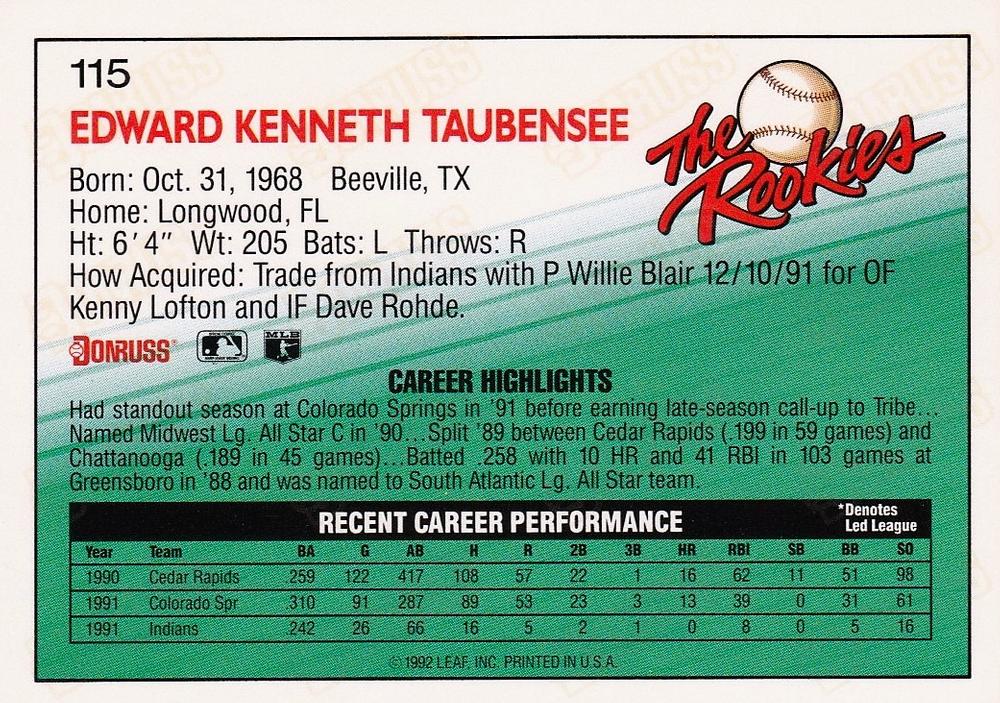 115
EDWARD KENNETH TAUBENSEE
The Rookies
Born: Oct. 31, 1968 Beeville, TX
Home: Longwood, FL
Ht: 6'4" Wt: 205 Bats: L Throws: R
How Acquired: Trade from Indians with P Willie Blair 12/10/91 for OF
Kenny Lofton and IF Dave Rohde.
DONRUSS MLB
CAREER HIGHLIGHTS
Had standout season at Colorado Springs in '91 before earning late-season call-up to Tribe...
Named Midwest Lg. All Star C in '90...Split '89 between Cedar Rapids (.199 in 59 games) and
Chattanooga (.189 in 45 games)...Batted .258 with 10 HR and 41 RBI in 103 games at
Greensboro in '88 and was named to South Atlantic Lg. All Star team.
RECENT CAREER PERFORMANCE *Denotes
Led League
Year Team BA G AB H R 2B 3B HR RBI SB BB SO
1990 Cedar Rapids .259 122 417 108 57 22 1 16 62 11 51 98
1991 Colorado Spr .310 91 287 89 53 23 3 13 39 0 31 61
1991 Indians .242 26 66 16 5 2 1 0 8 0 5 16
©1992 LEAF, INC. PRINTED IN U.S.A.